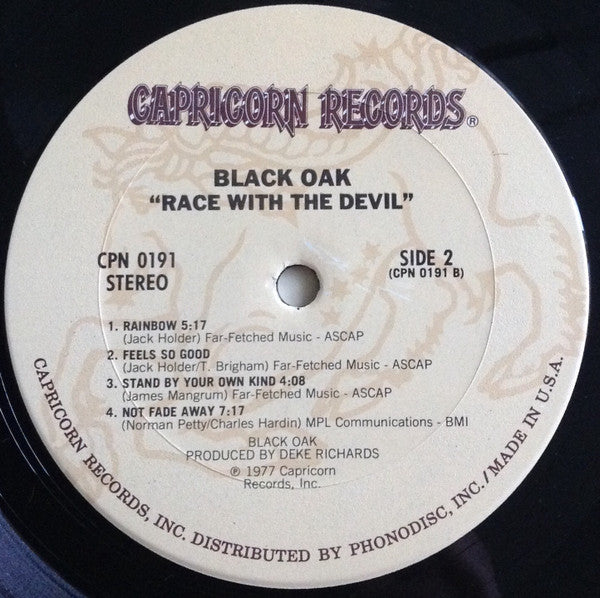 CAPRICORN RECORDS®
BLACK OAK
"RACE WITH THE DEVIL"
CPN 0191
STEREO
SIDE 2
(CPN 0191 B)
1. RAINBOW 5:17
(Jack Holder) Far-Fetched Music - ASCAP
2. FEELS SO GOOD
(Jack Holder/T. Brigham) Far-Fetched Music - ASCAP
3. STAND BY YOUR OWN KIND 4:08
(James Mangrum) Far-Fetched Music - ASCAP
4. NOT FADE AWAY 7:17
(Norman Petty/Charles Hardin) MPL Communications - BMI
BLACK OAK
PRODUCED BY DEKE RICHARDS
℗ 1977 Capricorn
Records, Inc.
CAPRICORN RECORDS, INC. DISTRIBUTED BY PHONODISC, INC./MADE IN U.S.A.